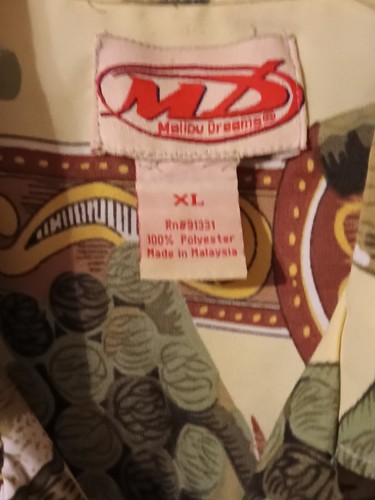 MD
Malibu Dreams®
XL
Rn#91331
100% Polyester
Made in Malaysia